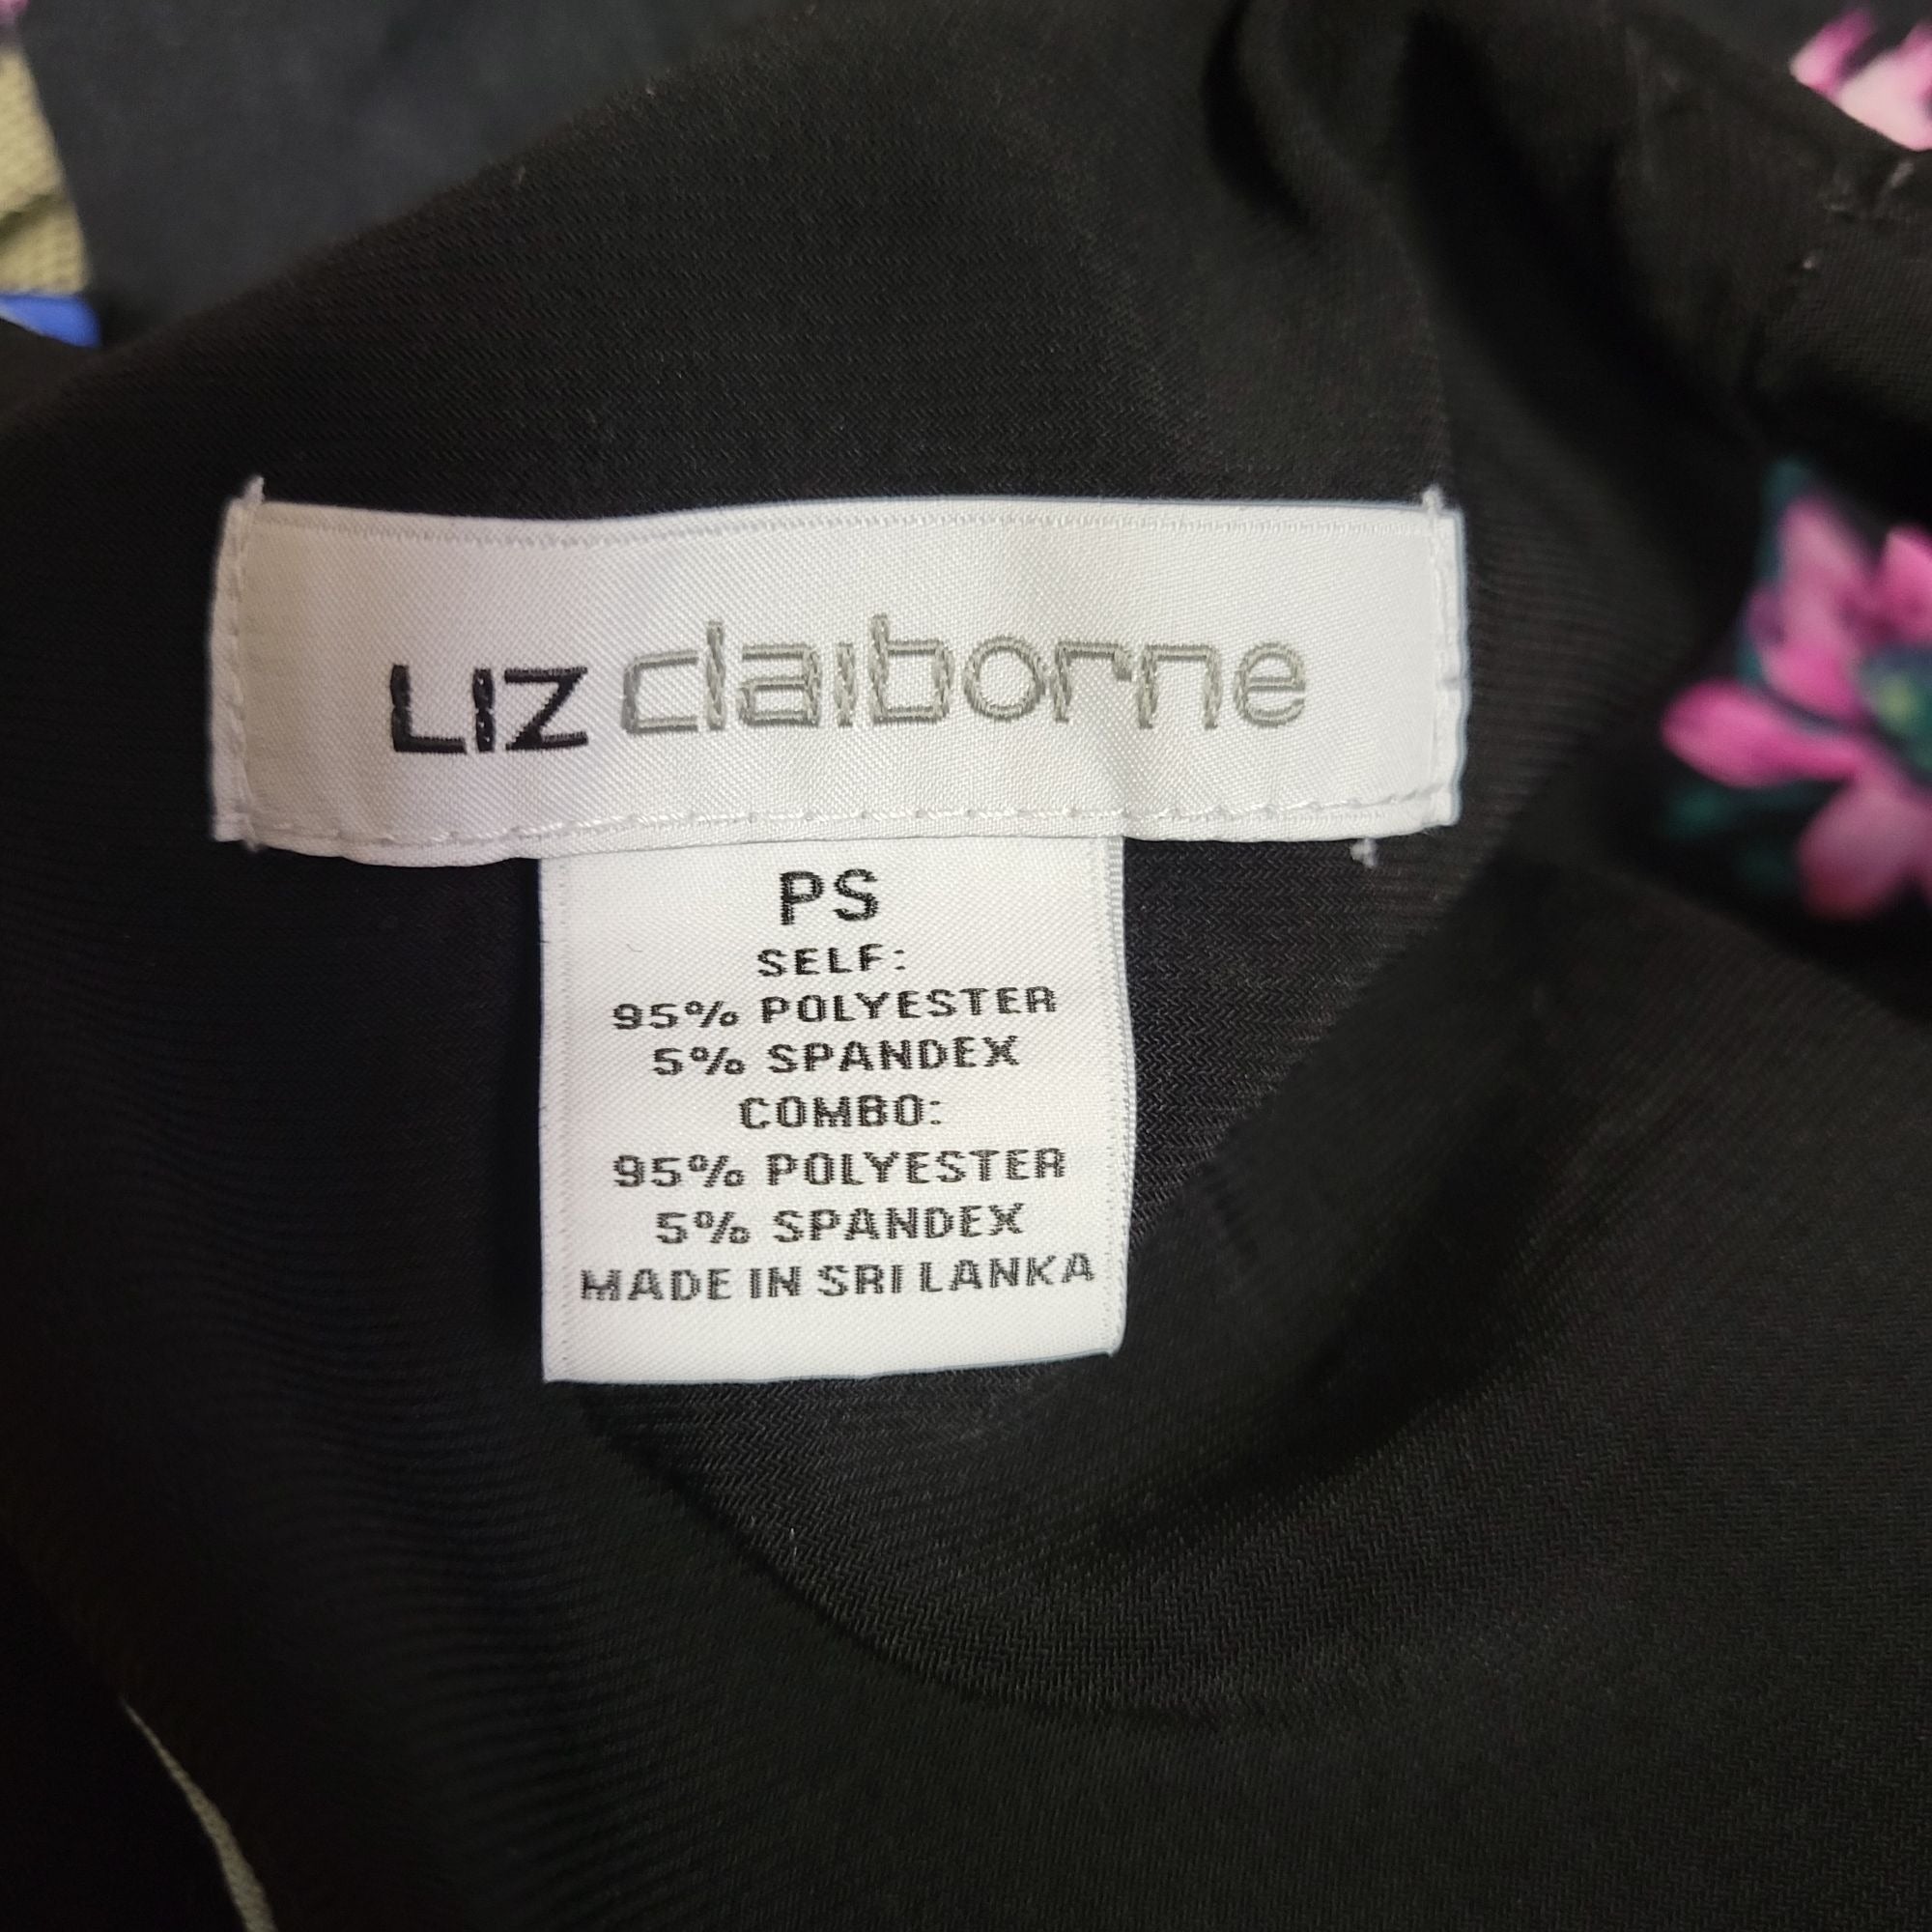 LIZ claiborne
PS
SELF:
95% POLYESTER
5% SPANDEX
COMBO:
95% POLYESTER
5% SPANDEX
MADE IN SRI LANKA